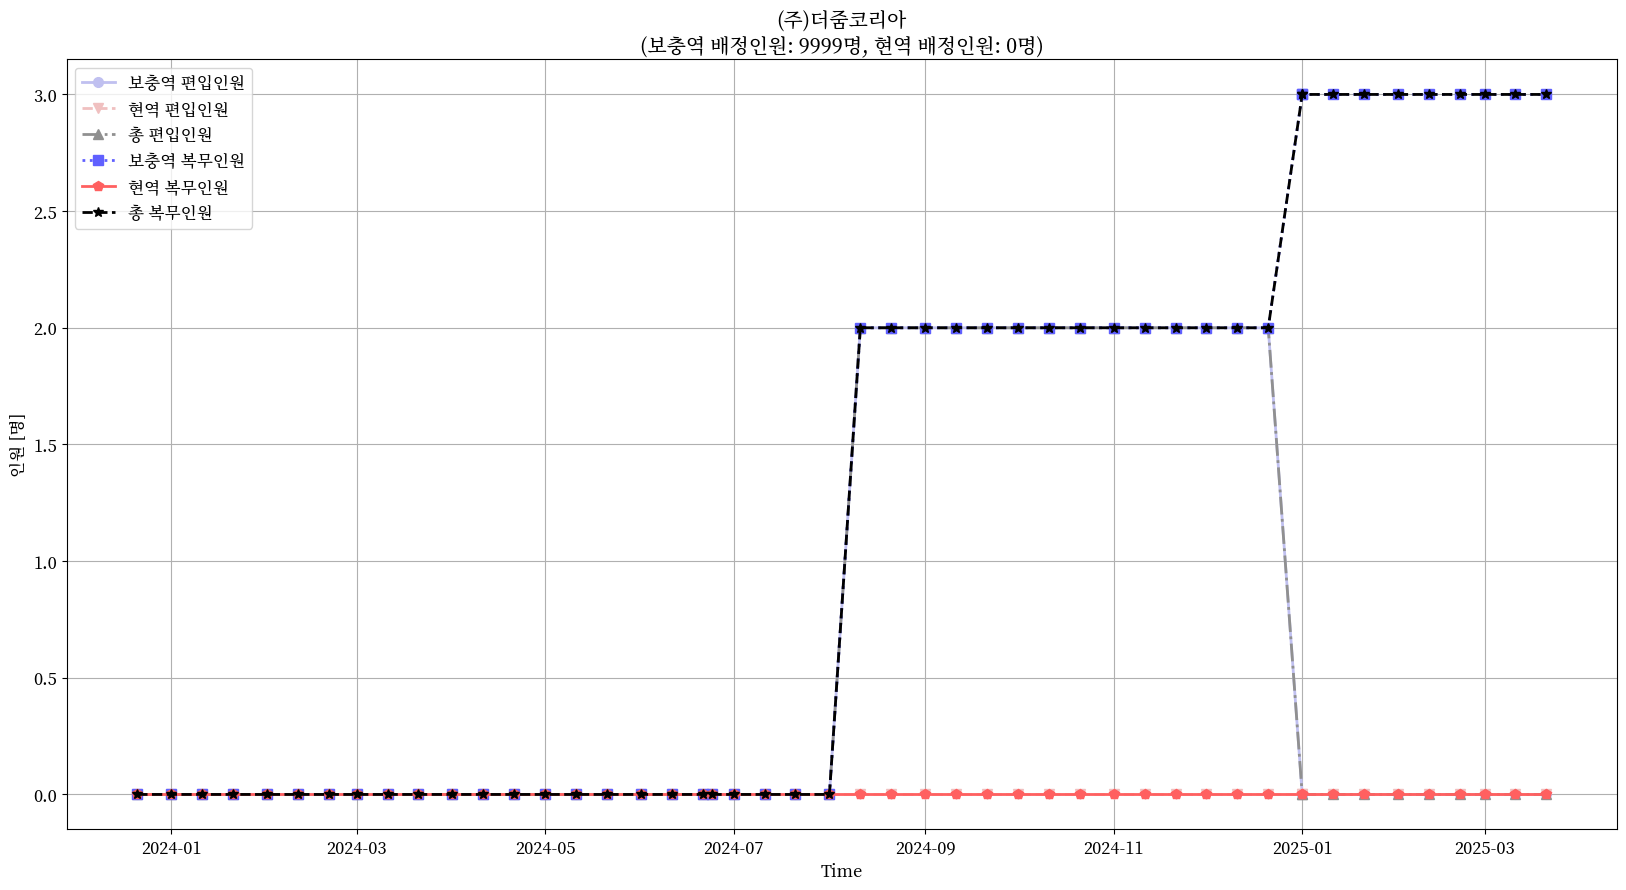 (주)더줌코리아
(보충역 배정인원: 9999명, 현역 배정인원: 0명)
보충역 편입인원
현역 편입인원
총 편입인원
보충역 복무인원
현역 복무인원
총 복무인원
인원 [명]
3.0
2.5
2.0
1.5
1.0
0.5
0.0
2024-01
2024-03
2024-05
2024-07
2024-09
2024-11
2025-01
2025-03
Time